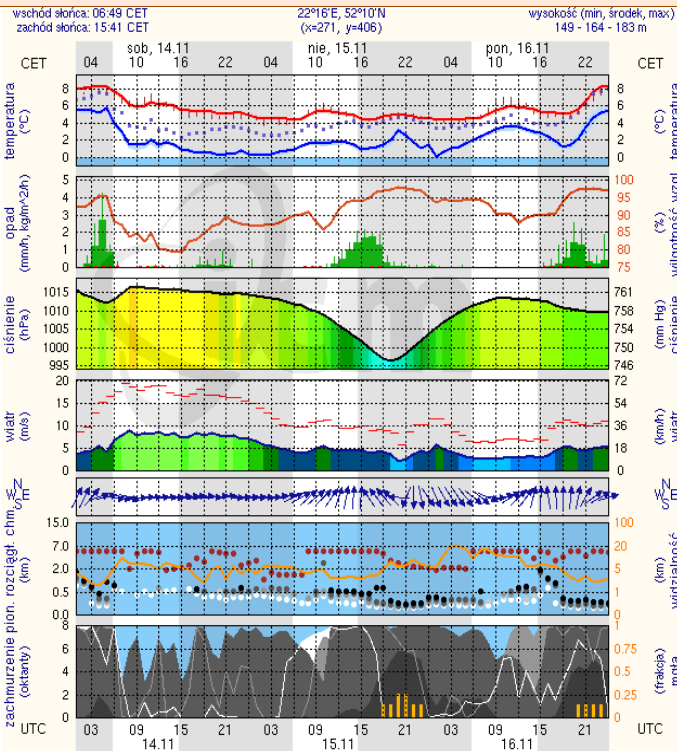 wschód słońca: 06:49 CET 22°16'E, 52°10'N wysokość (min, środek, max)
zachód słońca: 15:41 CET (x=271, y=406) 149 - 164 - 183 m
sob, 14.11 nie, 15.11 pon, 16.11
CET 04 10 16 22 04 10 16 22 04 10 16 22 CET
temperatura
(°C)
8
6
4
2
0
8
6
4
2
0
(°C)
temperatura
opad
(mm/h, kg/m^2/h)
5
4
3
2
1
0
100
95
90
85
80
75
(%)
wilgotność wzgl.
ciśnienie
(hPa)
1015
1010
1005
1000
995
761
758
754
750
746
(mm Hg)
ciśnienie
wiatr
(m/s)
20
15
10
5
0
72
54
36
18
0
(km/h)
wiatr
N
W E
S
N
W E
S
pion. rozciągł. chm.
(km)
15.0
7.0
2.0
0.5
0.0
100
20
5
1
0
(km)
widzialność
zachmurzenie
(oktanty)
8
6
4
2
0
1
0.75
0.5
0.25
0
(frakcja)
mgła
UTC 03 09 15 21 03 09 15 21 03 09 15 21 UTC
14.11 15.11 16.11